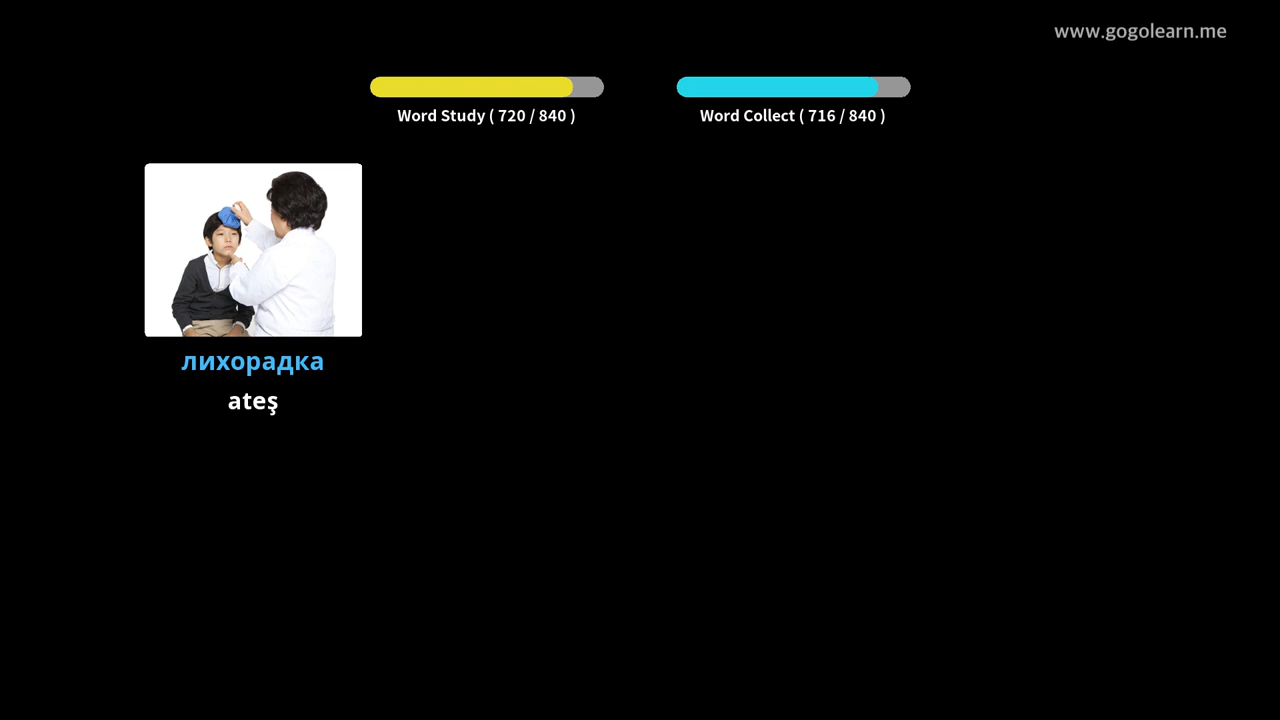 www.gogolearn.me
Word Study ( 720 / 840 )
Word Collect ( 716 / 840 )
лихорадка
ateş